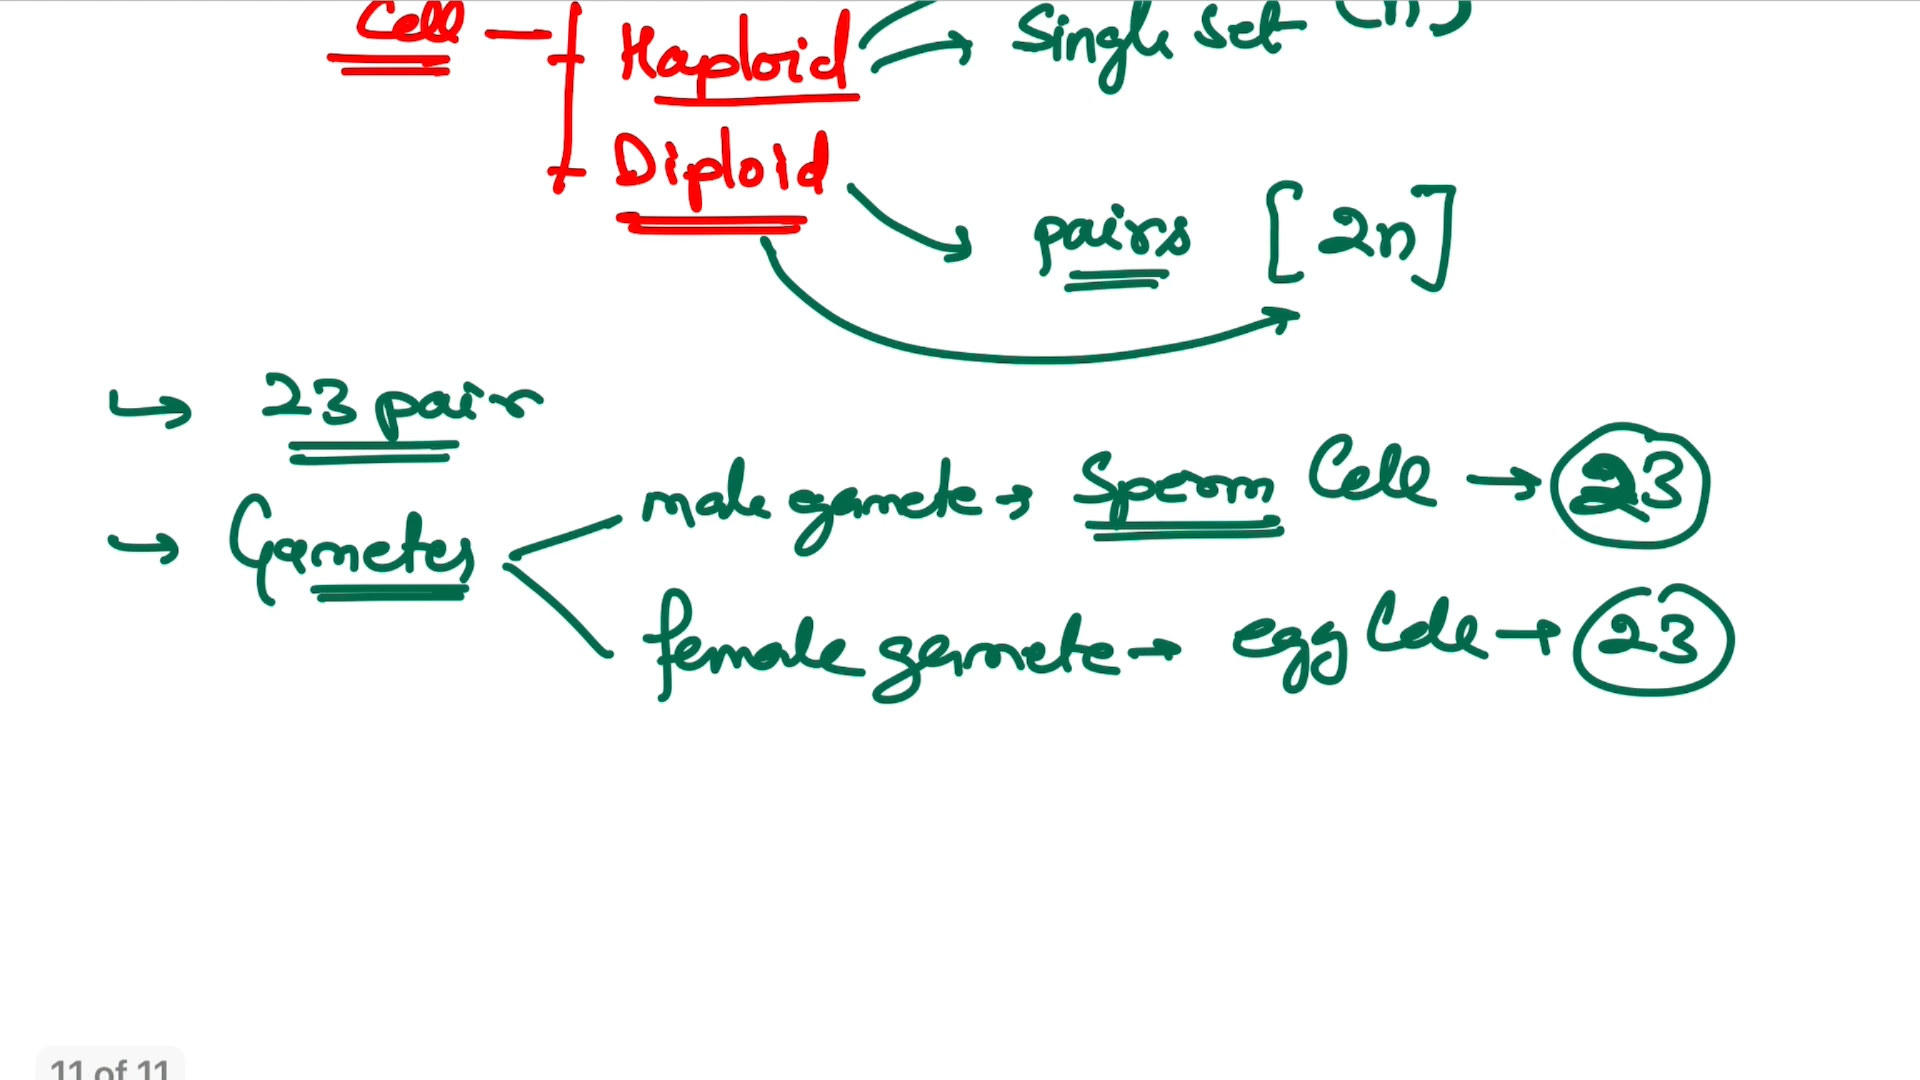 Cell — Haploid → Single Set (n)
Diploid → pairs [2n]
↳ 23 pair
→ Gametes
male gamete → Sperm Cell → 23
female gamete → egg Cell → 23
11 of 11